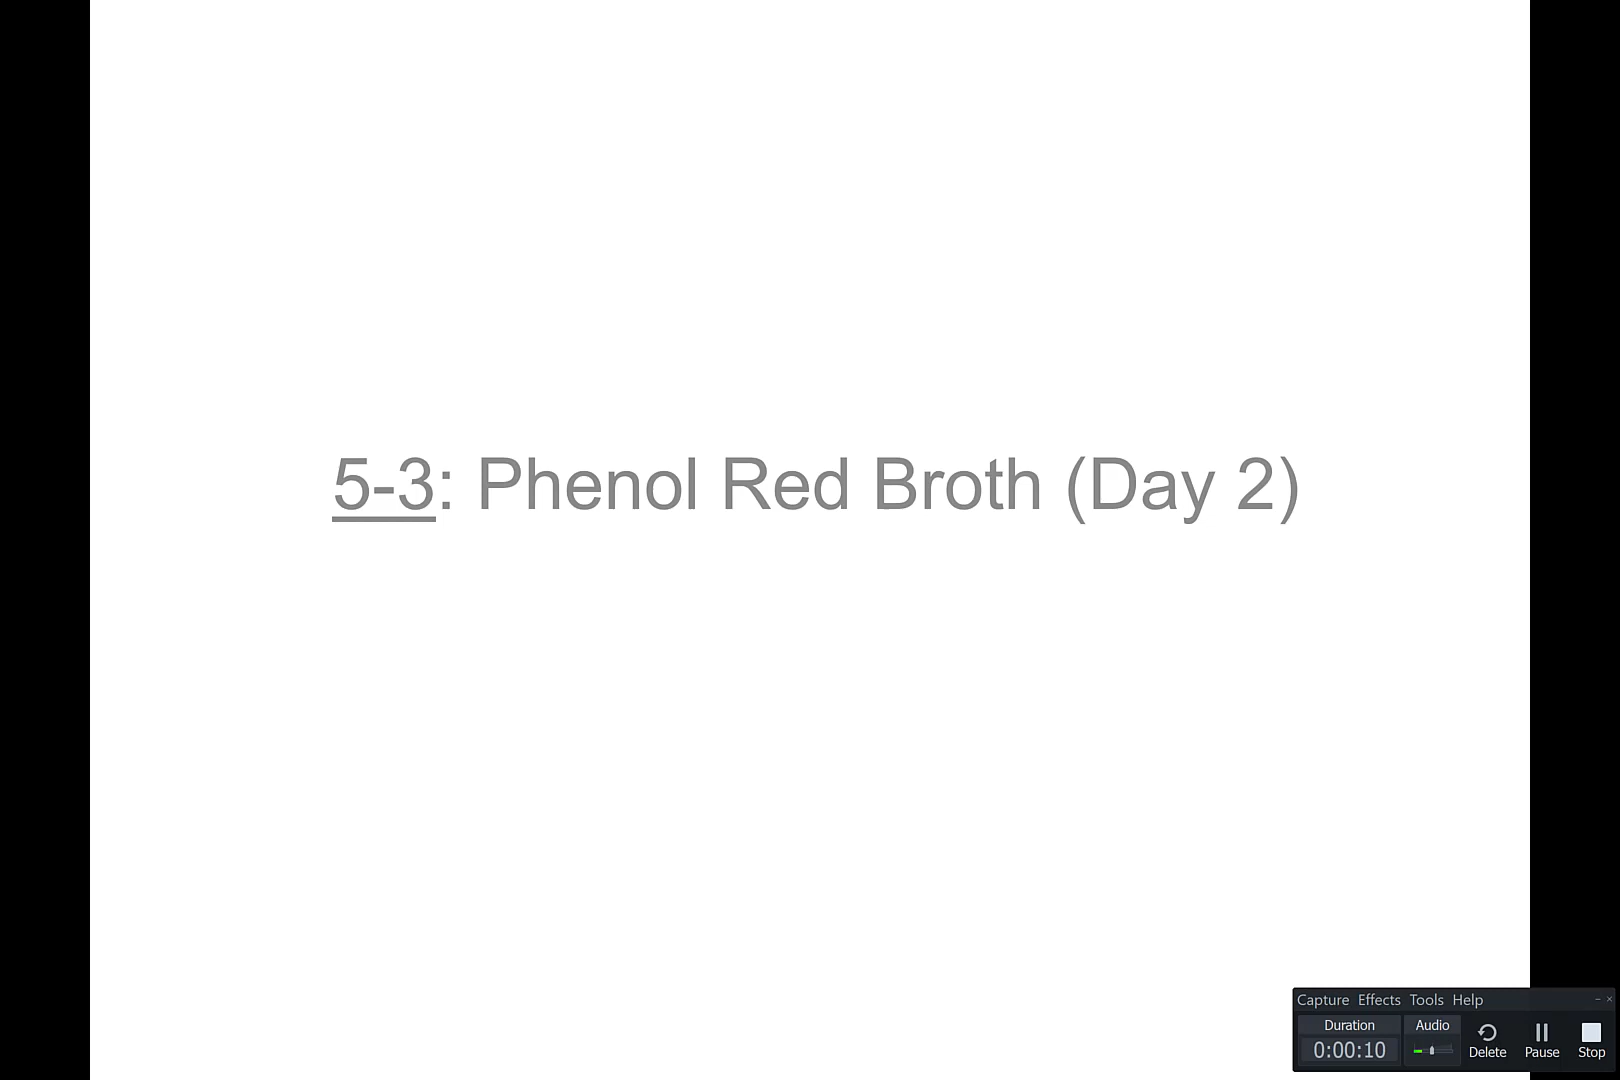 5-3: Phenol Red Broth (Day 2)
Capture Effects Tools Help
Duration Audio
0:00:10 Delete Pause Stop